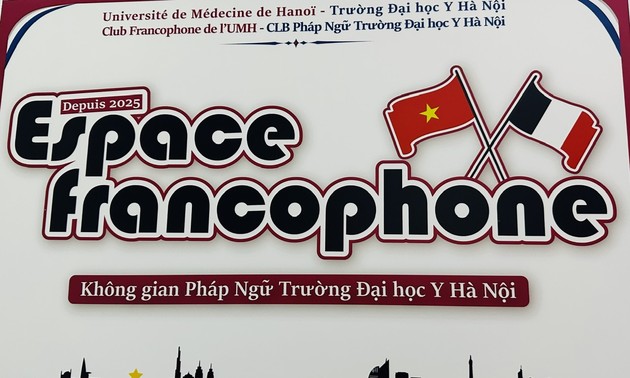 Université de Médecine de Hanoï - Trường Đại học Y Hà Nội
Club Francophone de l'UMH - CLB Pháp Ngữ Trường Đại học Y Hà Nội
Depuis 2025
Espace
francophone
Không gian Pháp Ngữ Trường Đại học Y Hà Nội